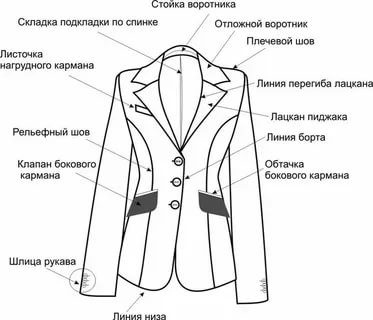 Стойка воротника
Складка подкладки по спинке
Отложной воротник
Плечевой шов
Листочка
нагрудного кармана
Линия перегиба лацкана
Лацкан пиджака
Рельефный шов
Линия борта
Клапан бокового
кармана
Обтачка
бокового кармана
Шлица рукава
Линия низа